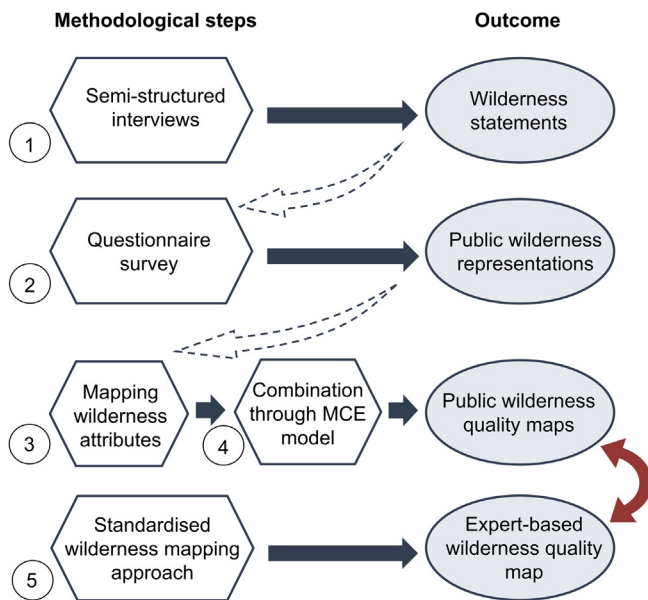 Methodological steps
Outcome
Semi-structured
interviews
Wilderness
statements
1
Questionnaire
survey
Public wilderness
representations
2
Mapping
wilderness
attributes
Combination
through MCE
model
Public wilderness
quality maps
3
4
Standardised
wilderness mapping
approach
Expert-based
wilderness quality
map
5